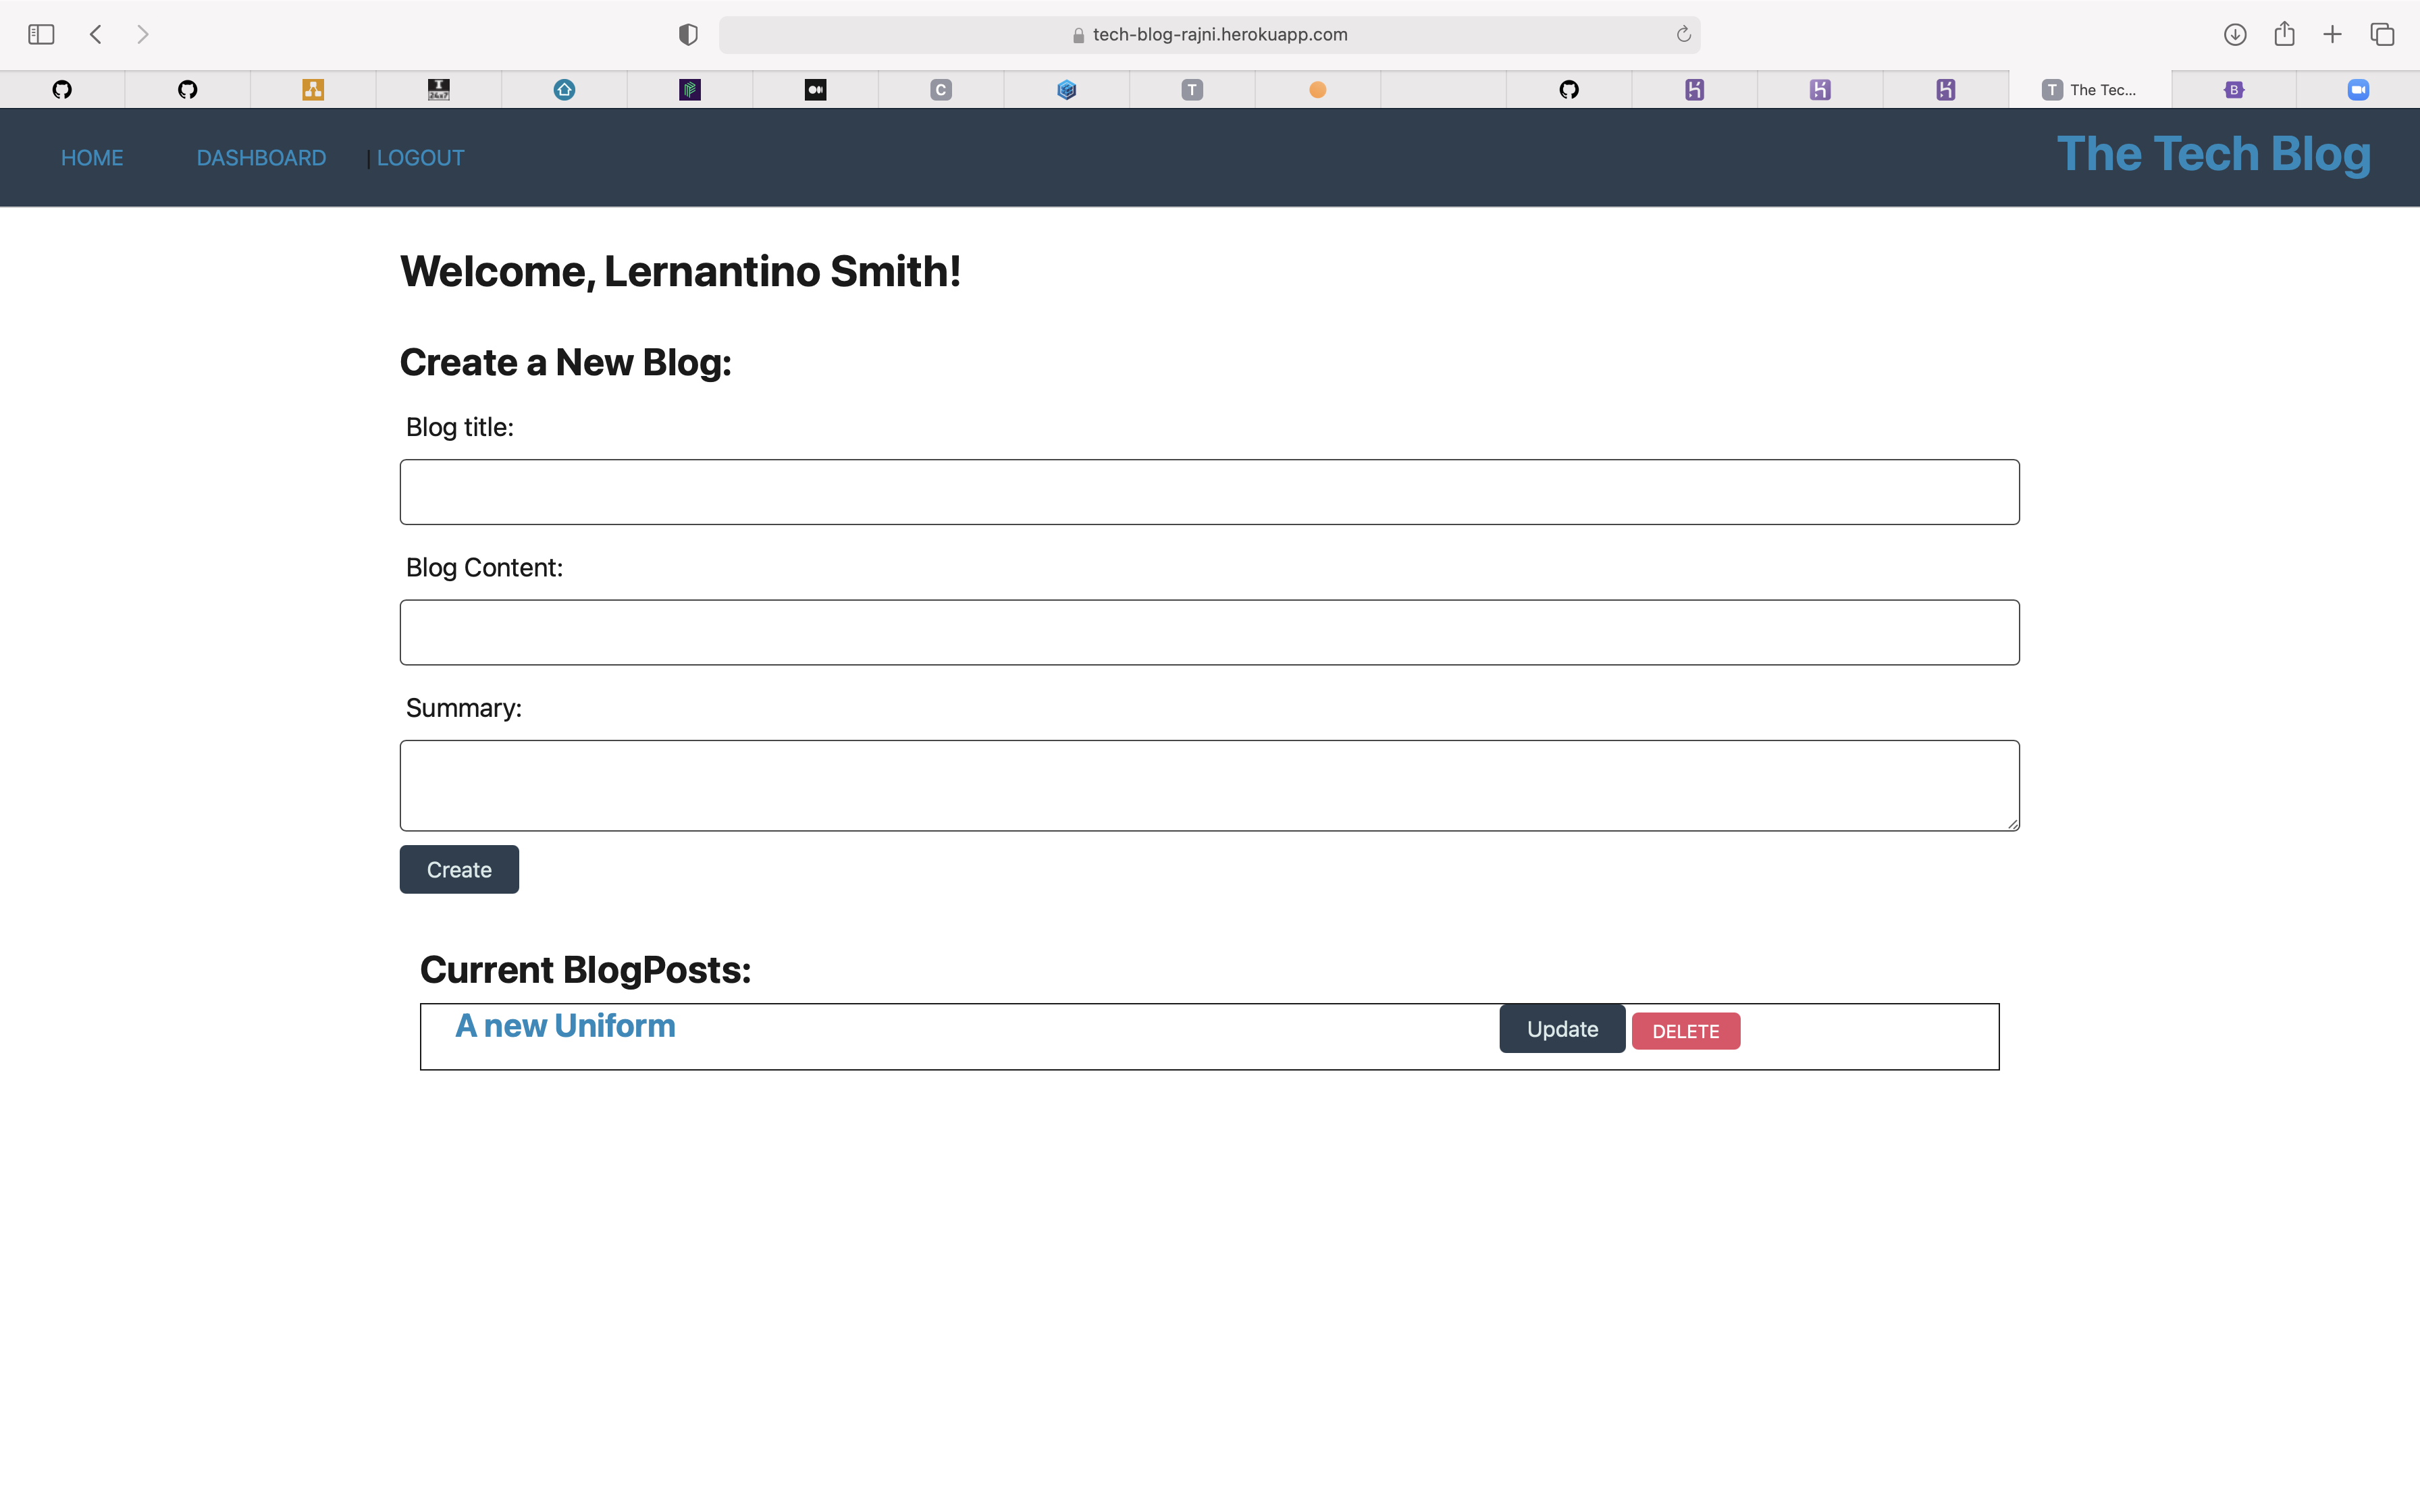 tech-blog-rajni.herokuapp.com
C
T
T The Tec...
B
HOME DASHBOARD | LOGOUT The Tech Blog
Welcome, Lernantino Smith!
Create a New Blog:
Blog title:
Blog Content:
Summary:
Create
Current BlogPosts:
A new Uniform Update DELETE